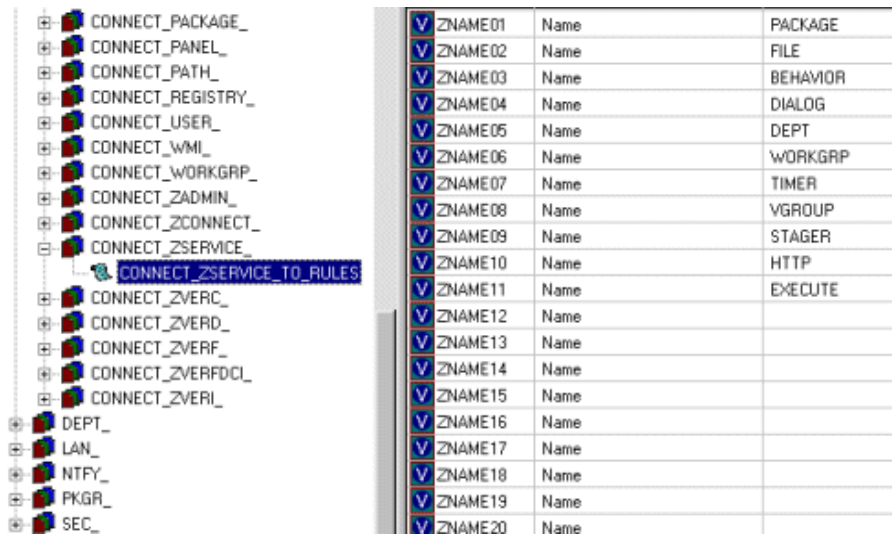 CONNECT_PACKAGE_
CONNECT_PANEL_
CONNECT_PATH_
CONNECT_REGISTRY_
CONNECT_USER_
CONNECT_WMI_
CONNECT_WORKGRP_
CONNECT_ZADMIN_
CONNECT_ZCONNECT_
CONNECT_ZSERVICE_
CONNECT_ZSERVICE_TO_RULES
CONNECT_ZVERC_
CONNECT_ZVERD_
CONNECT_ZVERF_
CONNECT_ZVERFDCI_
CONNECT_ZVERI_
DEPT_
LAN_
NTFY_
PKGR_
SEC_
V ZNAME01 Name PACKAGE
V ZNAME02 Name FILE
V ZNAME03 Name BEHAVIOR
V ZNAME04 Name DIALOG
V ZNAME05 Name DEPT
V ZNAME06 Name WORKGRP
V ZNAME07 Name TIMER
V ZNAME08 Name VGROUP
V ZNAME09 Name STAGER
V ZNAME10 Name HTTP
V ZNAME11 Name EXECUTE
V ZNAME12 Name
V ZNAME13 Name
V ZNAME14 Name
V ZNAME15 Name
V ZNAME16 Name
V ZNAME17 Name
V ZNAME18 Name
V ZNAME19 Name
V ZNAME20 Name